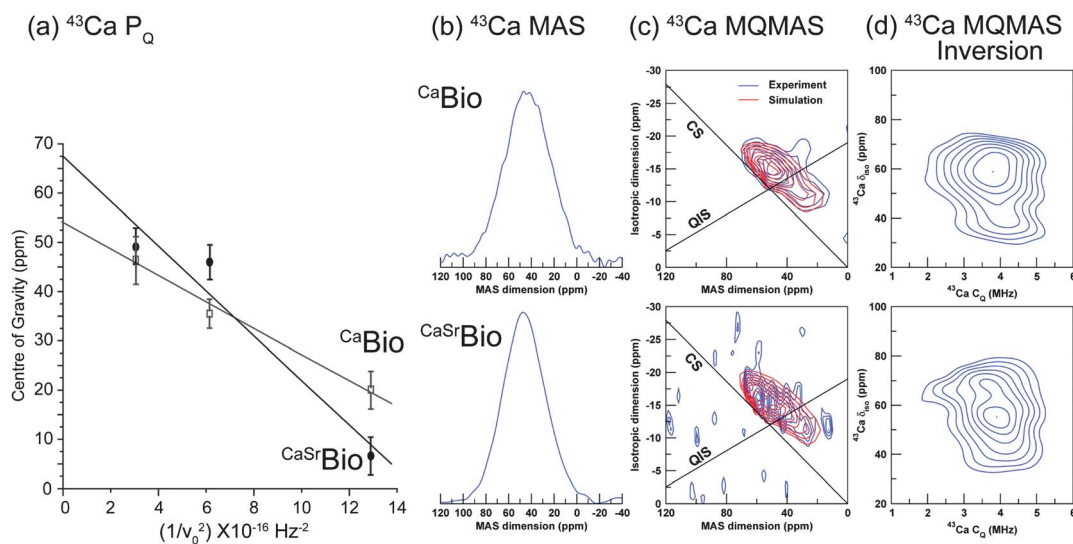 (a) ⁴³Ca P_Q
(b) ⁴³Ca MAS
(c) ⁴³Ca MQMAS
(d) ⁴³Ca MQMAS
Inversion
Centre of Gravity (ppm)
70
60
50
40
30
20
10
0
0 2 4 6 8 10 12 14
(1/ν₀²) X10⁻¹⁶ Hz⁻²
CaBio
CaSrBio
CaBio
120 100 80 60 40 20 0 -20 -40
MAS dimension (ppm)
CaSrBio
120 100 80 60 40 20 0 -20 -40
MAS dimension (ppm)
Isotropic dimension (ppm)
-30
-25
-20
-15
-10
-5
0
Experiment
Simulation
CS
QIS
120 80 40 0
MAS dimension (ppm)
Isotropic dimension (ppm)
-30
-25
-20
-15
-10
-5
0
CS
QIS
120 80 40 0
MAS dimension (ppm)
⁴³Ca δiso (ppm)
100
80
60
40
20
1 2 3 4 5 6
⁴³Ca C_Q (MHz)
⁴³Ca δiso (ppm)
100
80
60
40
20
1 2 3 4 5 6
⁴³Ca C_Q (MHz)